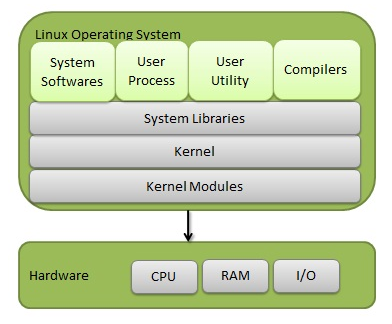 Linux Operating System
System
Softwares
User
Process
User
Utility
Compilers
System Libraries
Kernel
Kernel Modules
Hardware
CPU
RAM
I/O